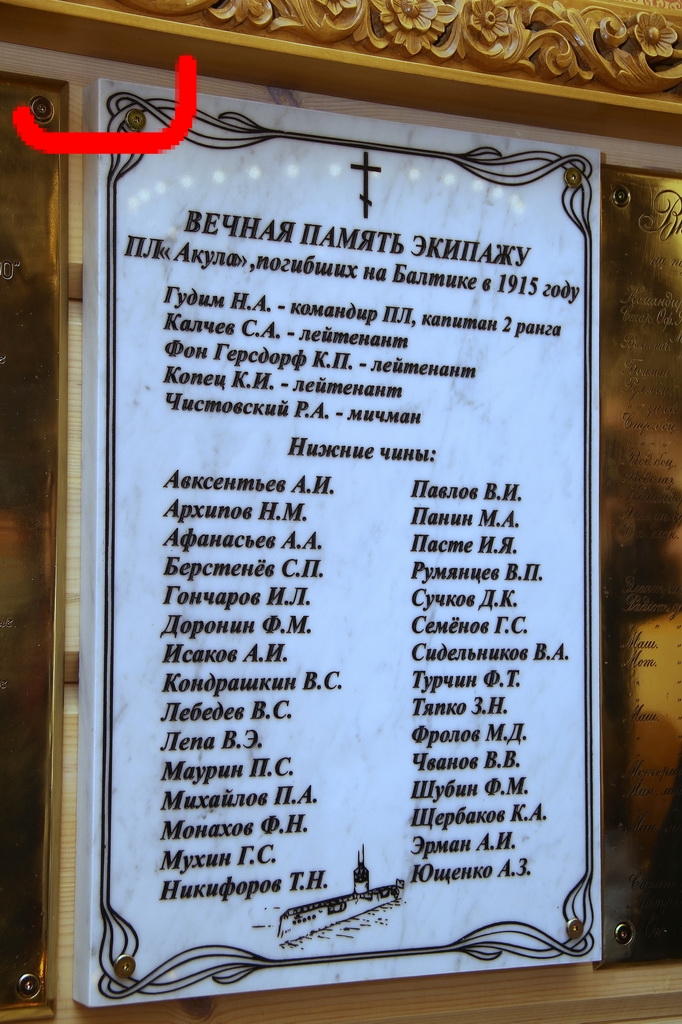 ВЕЧНАЯ ПАМЯТЬ ЭКИПАЖУ
ПЛ «Акула», погибших на Балтике в 1915 году
Гудим Н.А. - командир ПЛ, капитан 2 ранга
Калчев С.А. - лейтенант
Фон Герсдорф К.П. - лейтенант
Копец К.И. - лейтенант
Чистовский Р.А. - мичман
Нижние чины:
Авксентьев А.И.
Архипов Н.М.
Афанасьев А.А.
Берстенёв С.П.
Гончаров И.Л.
Доронин Ф.М.
Исаков А.И.
Кондрашкин В.С.
Лебедев В.С.
Лепа В.Э.
Маурин П.С.
Михайлов П.А.
Монахов Ф.Н.
Мухин Г.С.
Никифоров Т.Н.
Павлов В.И.
Панин М.А.
Пасте И.Я.
Румянцев В.П.
Сучков Д.К.
Семёнов Г.С.
Сидельников В.А.
Турчин Ф.Т.
Тяпко З.Н.
Фролов М.Д.
Чванов В.В.
Шубин Ф.М.
Щербаков К.А.
Эрман А.И.
Ющенко А.З.
Маш.
Мот.
Маш.